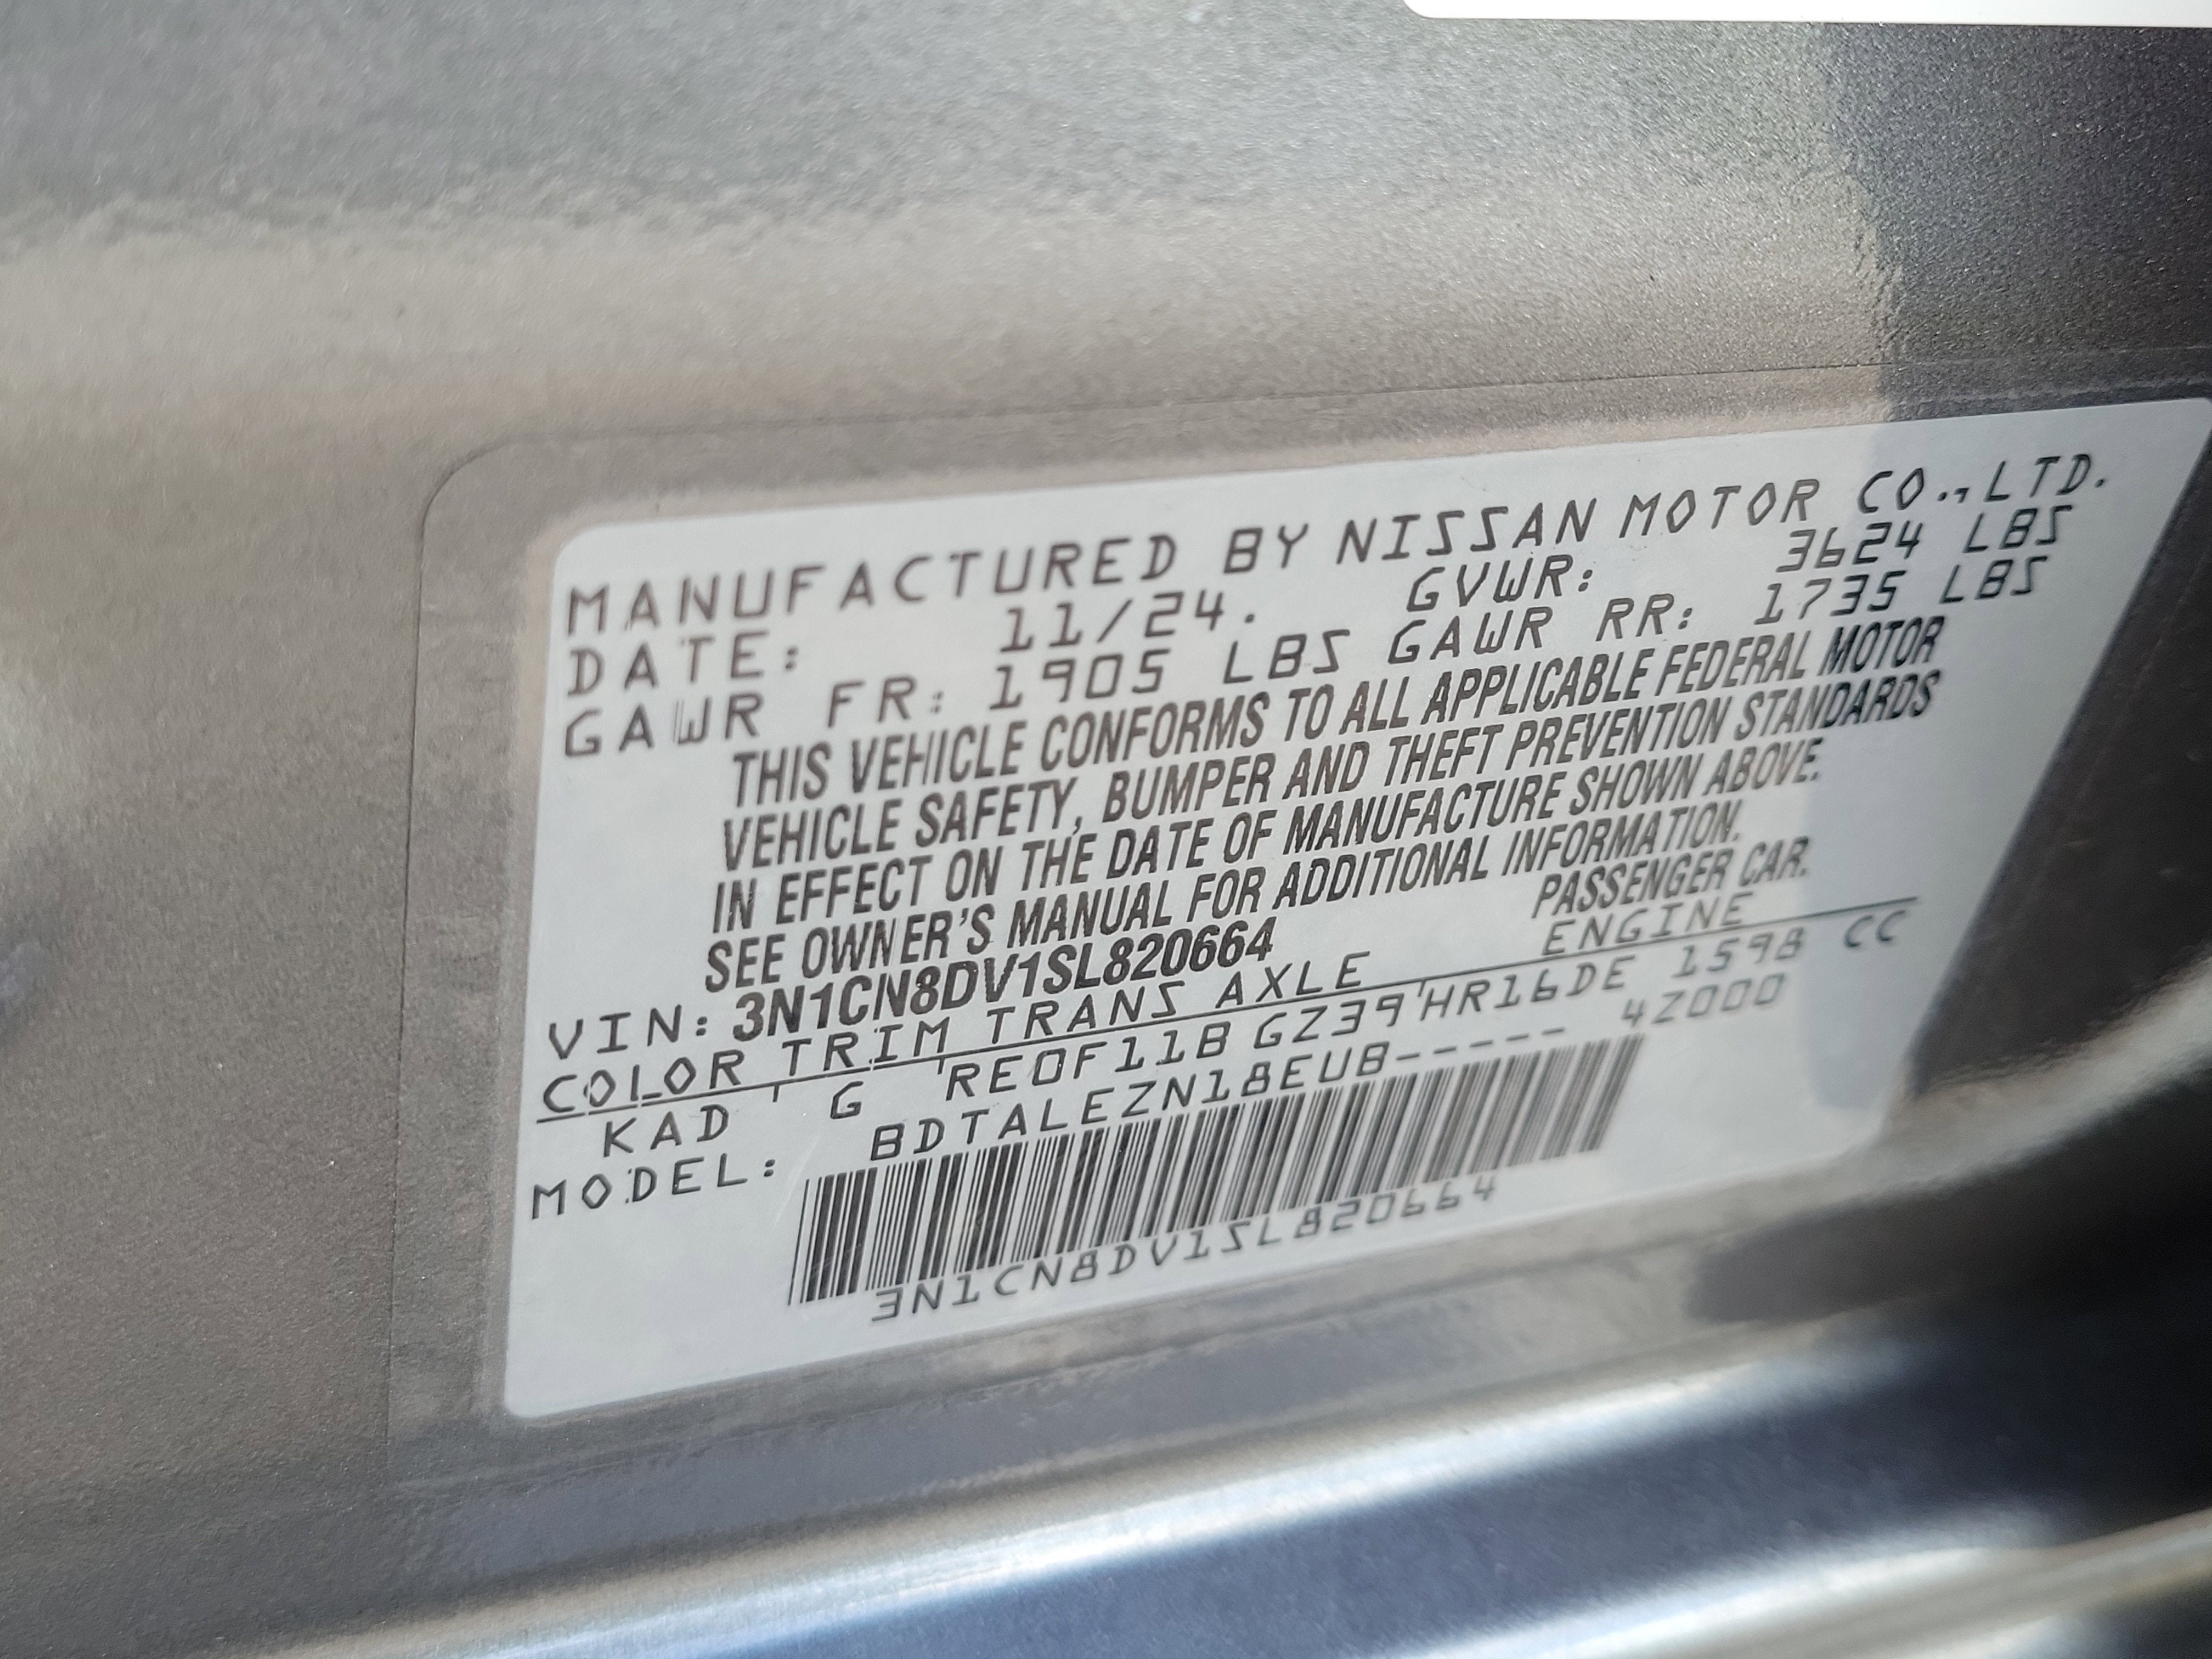 MANUFACTURED BY NISSAN MOTOR CO.,LTD.
DATE: 11/24. GVWR: 3624 LBS
GAWR FR: 1905 LBS GAWR RR: 1735 LBS
THIS VEHICLE CONFORMS TO ALL APPLICABLE FEDERAL MOTOR
VEHICLE SAFETY, BUMPER AND THEFT PREVENTION STANDARDS
IN EFFECT ON THE DATE OF MANUFACTURE SHOWN ABOVE.
SEE OWNER'S MANUAL FOR ADDITIONAL INFORMATION.
VIN: 3N1CN8DV1SL820664 PASSENGER CAR.
COLOR TRIM TRANS AXLE ENGINE
KAD G RE0F11B GZ39 HR16DE 1598 CC
MODEL: BDTALEZN18EUB----- 4Z000
3N1CN8DV1SL820664